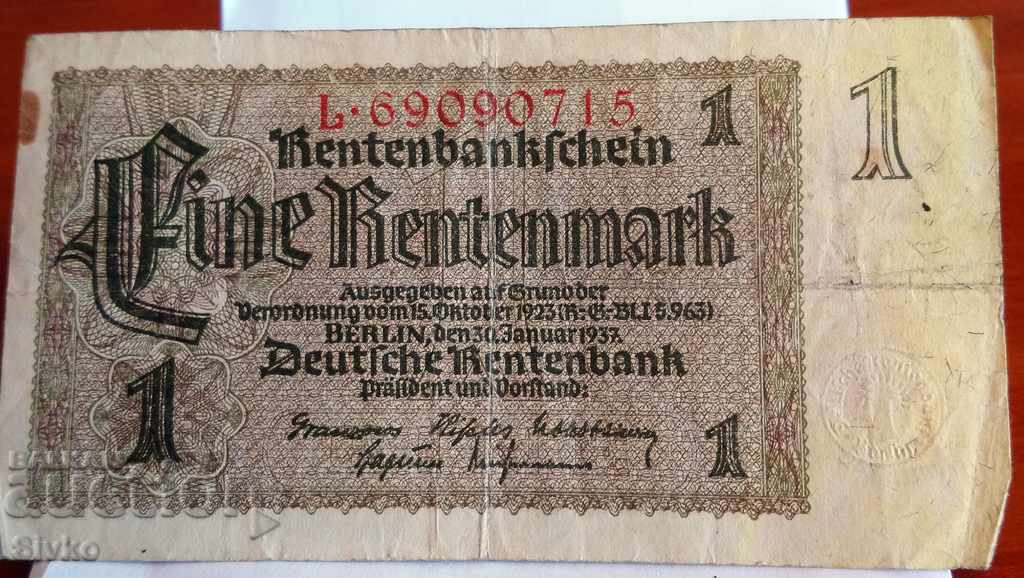 L·69090715
1
1
Rentenbankschein
Eine Rentenmark
Ausgegeben auf Grund der
Verordnung vom 15. Oktober 1923 (R.-G.-Bl. I S. 963)
BERLIN, den 30. Januar 1937.
Deutsche Rentenbank
Präsident und Vorstand:
1
1
Slyko